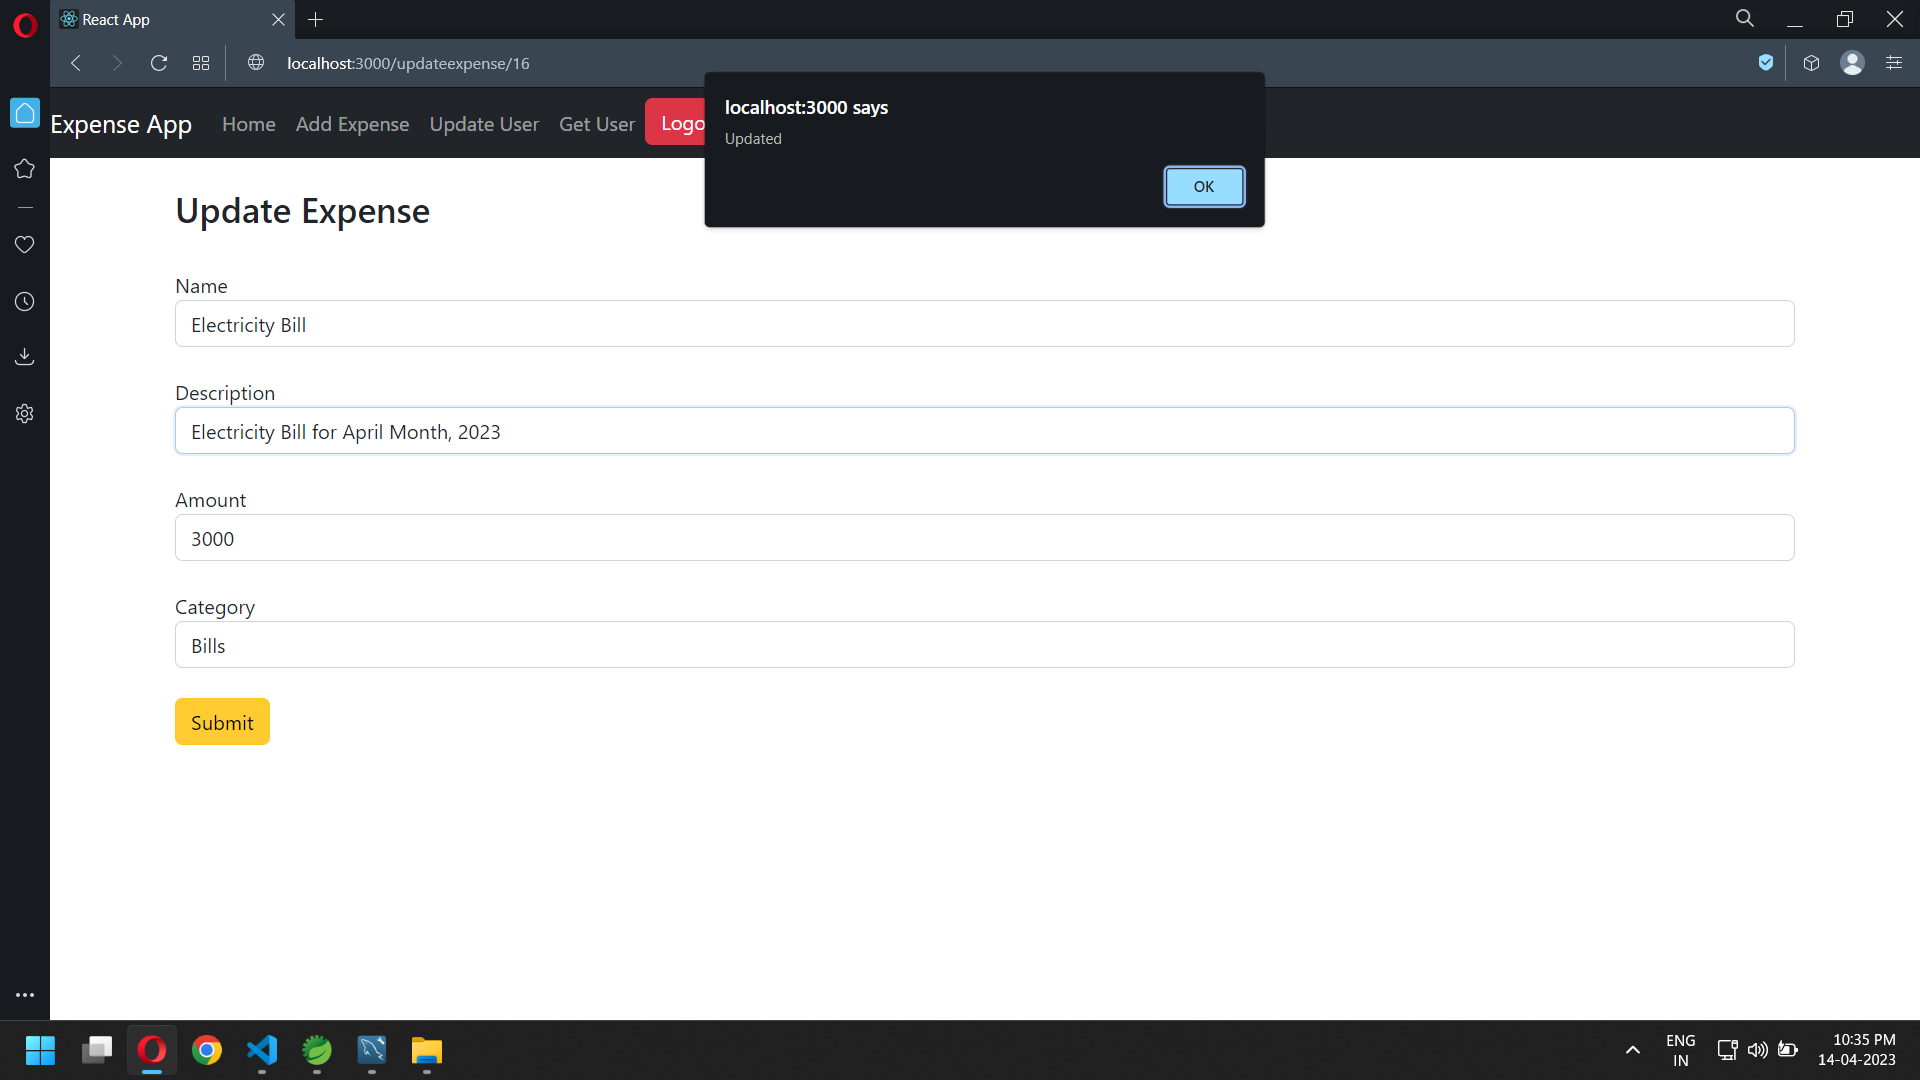 React App
localhost:3000/updateexpense/16
Expense App Home Add Expense Update User Get User Logo
localhost:3000 says
Updated
OK
Update Expense
Name
Electricity Bill
Description
Electricity Bill for April Month, 2023
Amount
3000
Category
Bills
Submit
ENG
IN
10:35 PM
14-04-2023